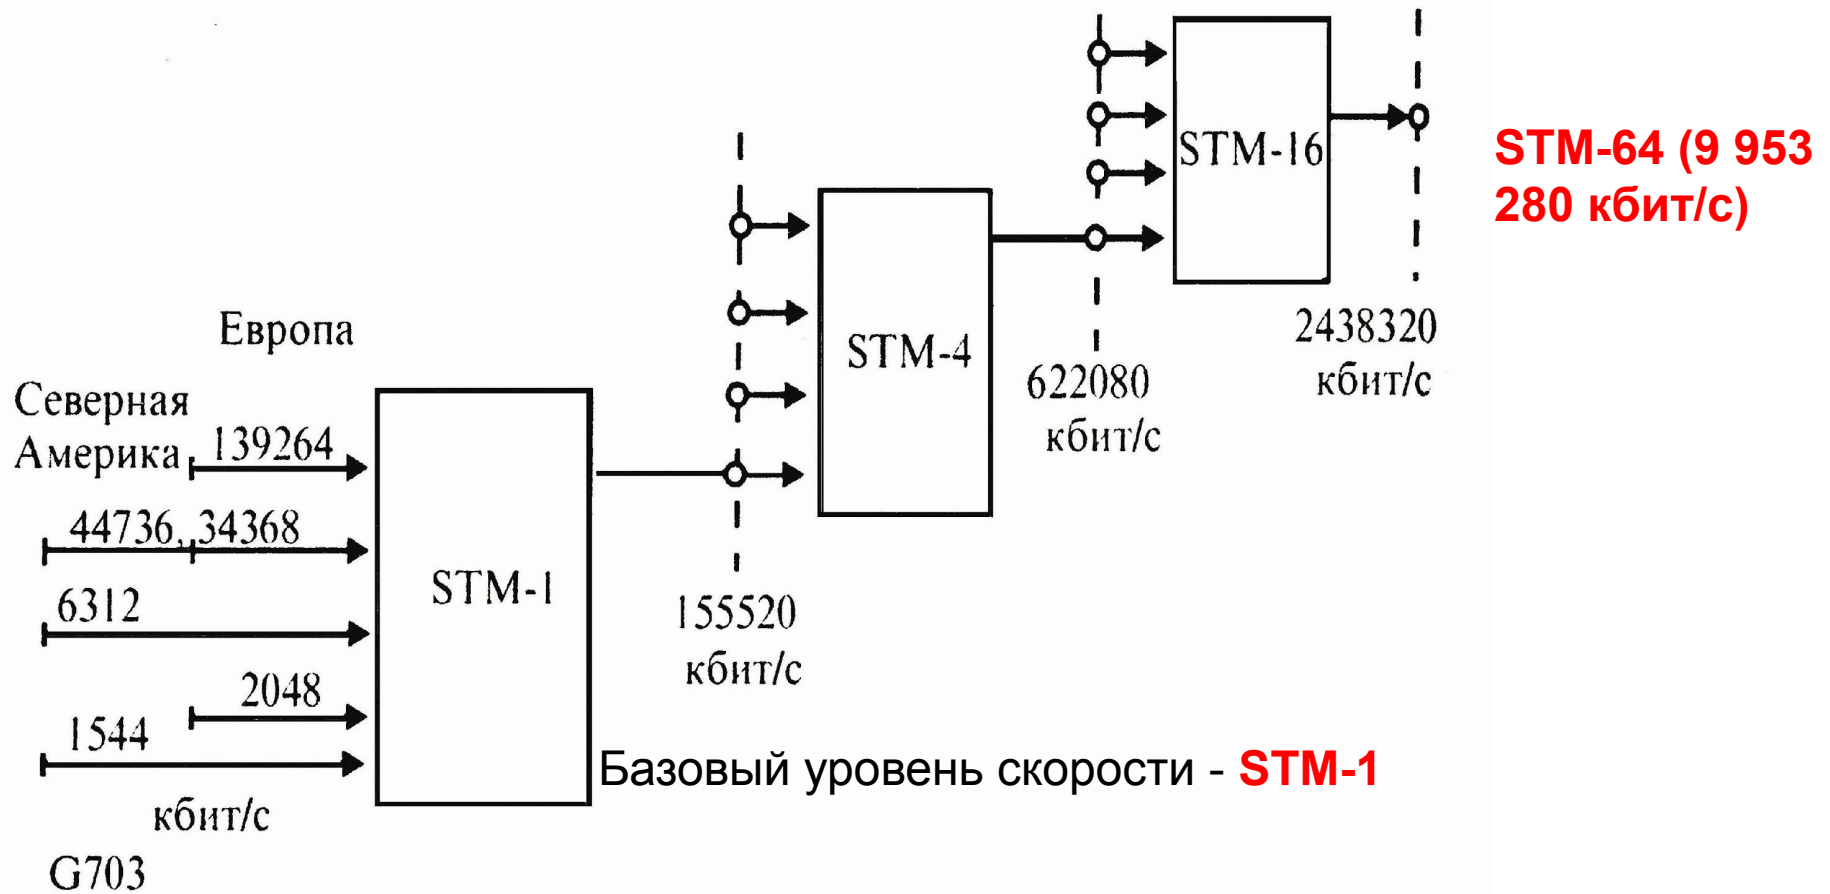 STM-16
STM-64 (9 953
280 кбит/с)
2438320
кбит/с
STM-4
622080
кбит/с
Европа
Северная
Америка
139264
44736, 34368
6312
2048
1544
кбит/с
G703
STM-1
155520
кбит/с
Базовый уровень скорости - STM-1